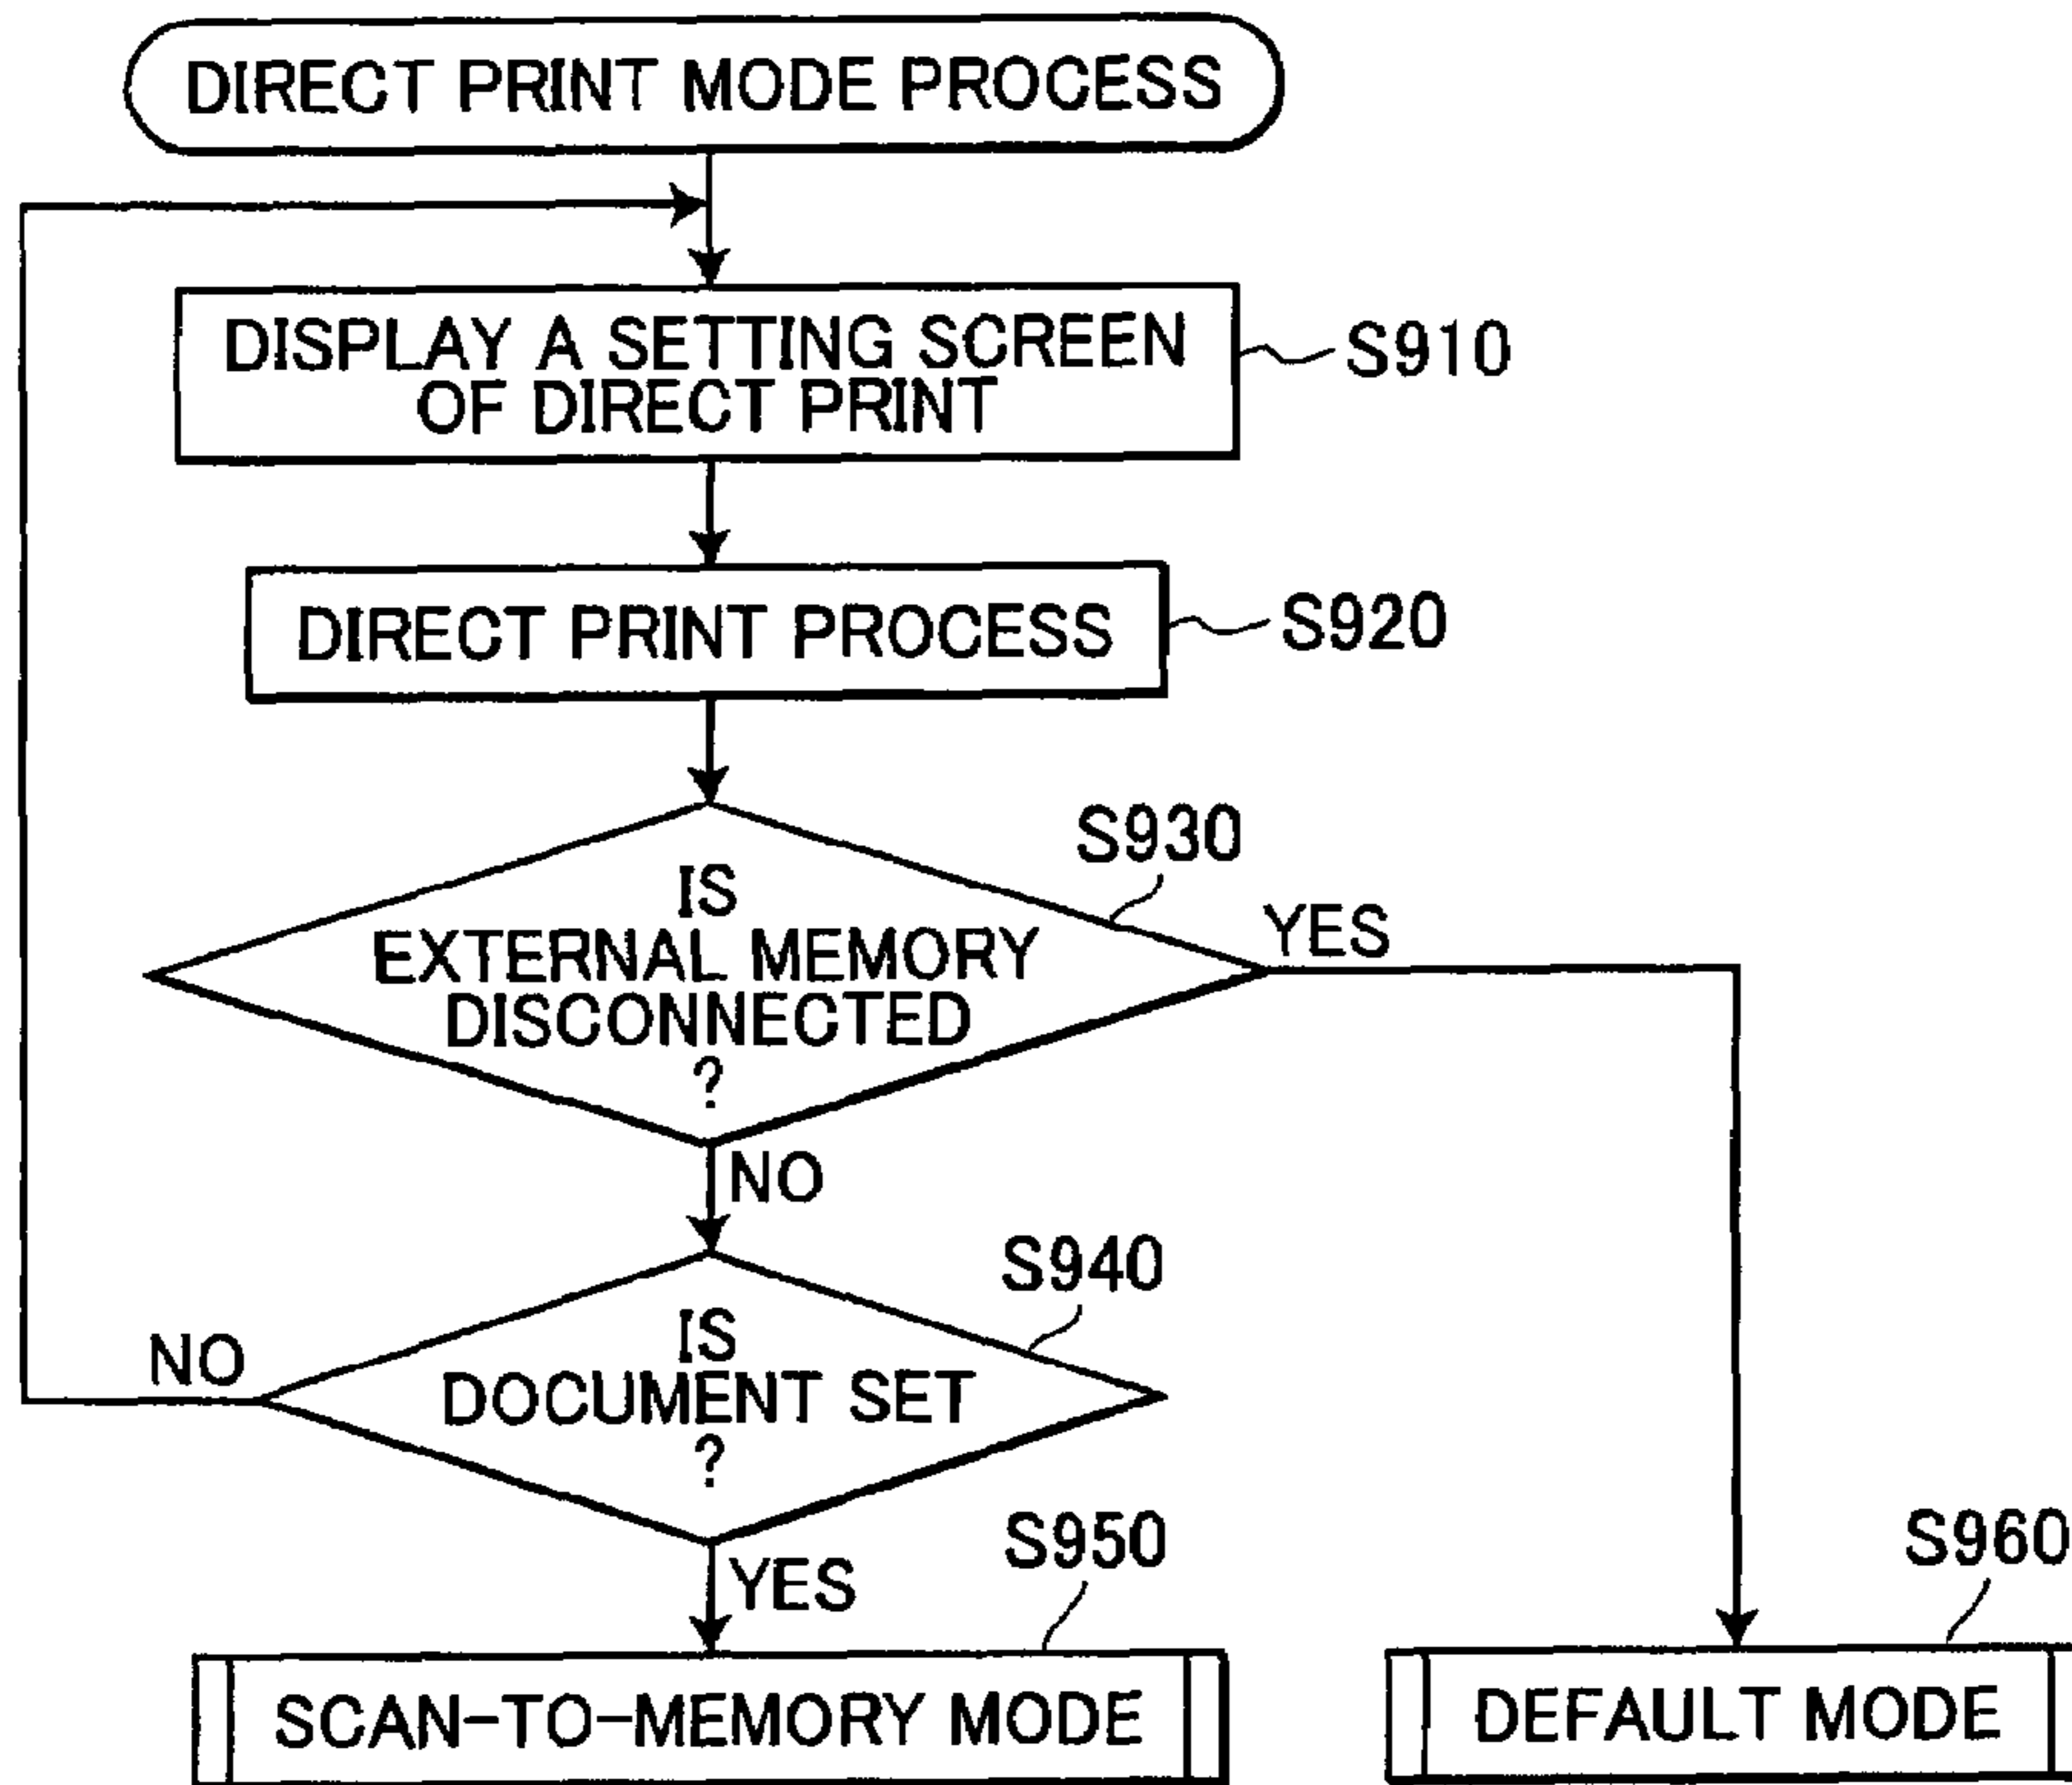 DIRECT PRINT MODE PROCESS
DISPLAY A SETTING SCREEN
OF DIRECT PRINT
S910
DIRECT PRINT PROCESS
S920
S930
IS
EXTERNAL MEMORY
DISCONNECTED
?
YES
NO
S940
IS
DOCUMENT SET
?
NO
YES
S950
SCAN-TO-MEMORY MODE
S960
DEFAULT MODE